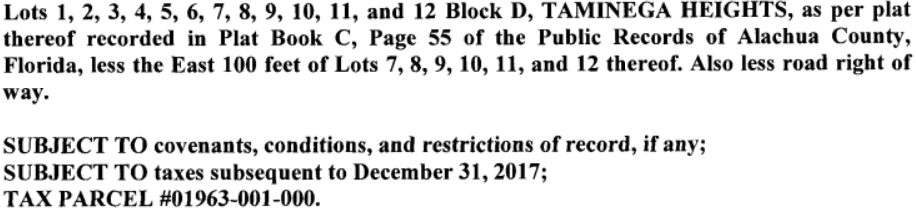 Lots 1, 2, 3, 4, 5, 6, 7, 8, 9, 10, 11, and 12 Block D, TAMINEGA HEIGHTS, as per plat
thereof recorded in Plat Book C, Page 55 of the Public Records of Alachua County,
Florida, less the East 100 feet of Lots 7, 8, 9, 10, 11, and 12 thereof. Also less road right of
way.
SUBJECT TO covenants, conditions, and restrictions of record, if any;
SUBJECT TO taxes subsequent to December 31, 2017;
TAX PARCEL #01963-001-000.